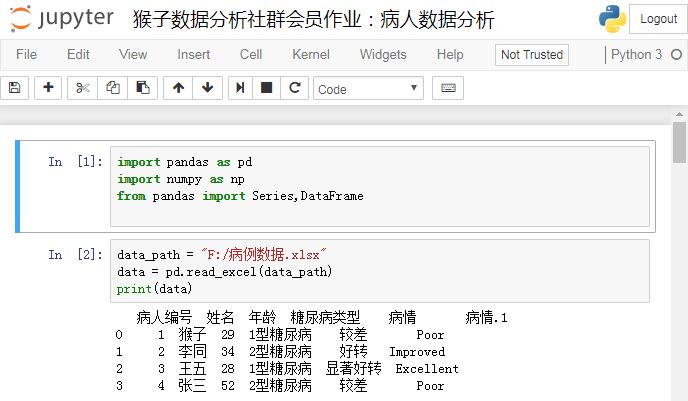 jupyter 猴子数据分析社群会员作业：病人数据分析 Logout
File Edit View Insert Cell Kernel Widgets Help Not Trusted Python 3
Code
In [1]: import pandas as pd
import numpy as np
from pandas import Series,DataFrame
In [2]: data_path = "F:/病例数据.xlsx"
data = pd.read_excel(data_path)
print(data)
病人编号 姓名 年龄 糖尿病类型 病情 病情.1
0 1 猴子 29 1型糖尿病 较差 Poor
1 2 李同 34 2型糖尿病 好转 Improved
2 3 王五 28 1型糖尿病 显著好转 Excellent
3 4 张三 52 2型糖尿病 较差 Poor